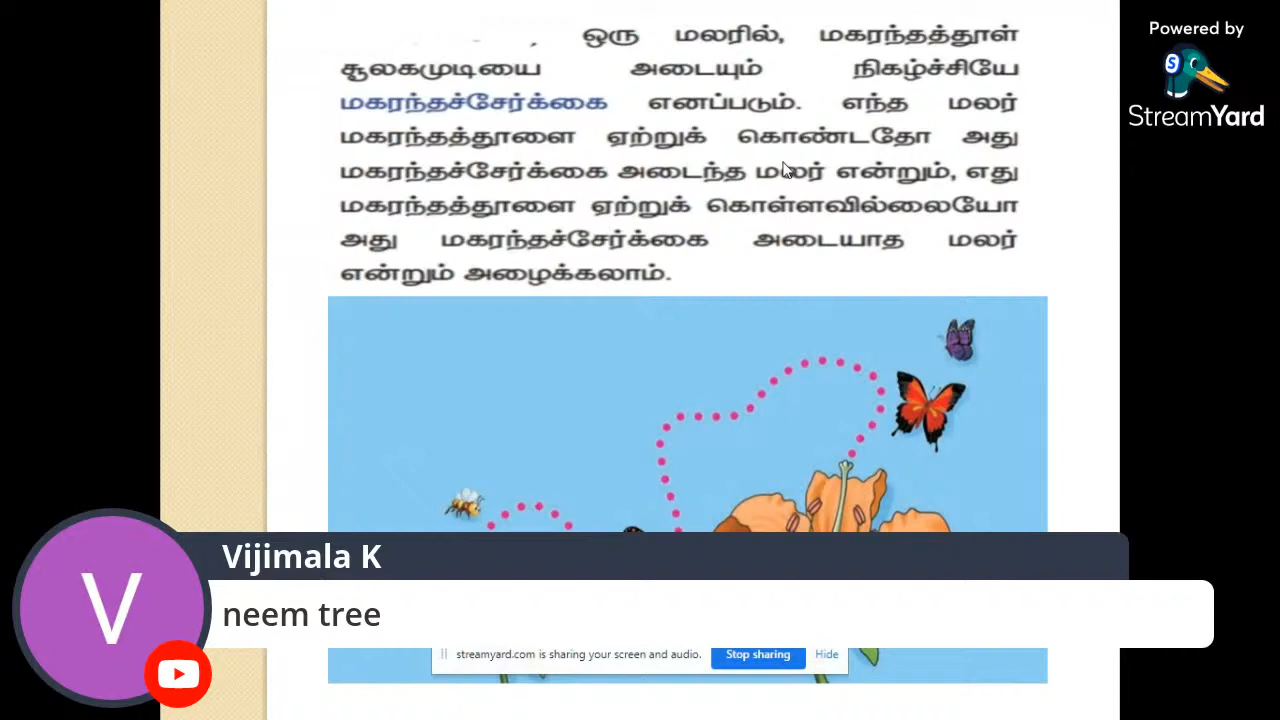 ஒரு மலரில், மகரந்தத்தூள்
சூலகமுடியை அடையும் நிகழ்ச்சியே
மகரந்தச்சேர்க்கை எனப்படும். எந்த மலர்
மகரந்தத்தூளை ஏற்றுக் கொண்டதோ அது
மகரந்தச்சேர்க்கை அடைந்த மலர் என்றும், எது
மகரந்தத்தூளை ஏற்றுக் கொள்ளவில்லையோ
அது மகரந்தச்சேர்க்கை அடையாத மலர்
என்றும் அழைக்கலாம்.
Powered by
S
StreamYard
V
Vijimala K
neem tree
streamyard.com is sharing your screen and audio. Stop sharing Hide